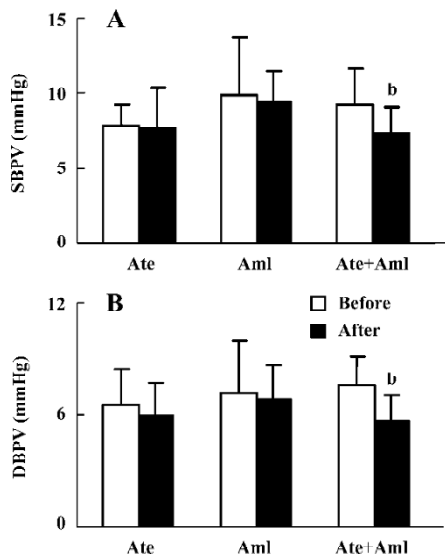 A
15
10
5
0
SBPV (mmHg)
b
Ate Aml Ate+Aml
B
12
6
0
DBPV (mmHg)
Before
After
b
Ate Aml Ate+Aml